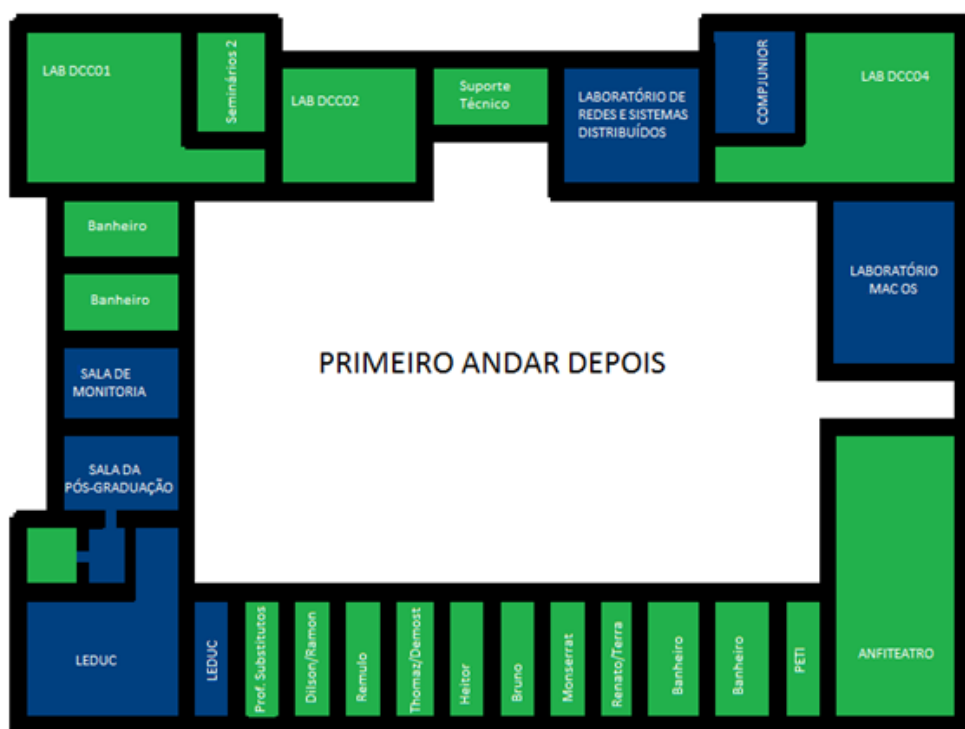 LAB DCC01
Seminários 2
LAB DCC02
Suporte
Técnico
LABORATÓRIO DE
REDES E SISTEMAS
DISTRIBUÍDOS
COMPJUNIOR
LAB DCC04
Banheiro
Banheiro
LABORATÓRIO
MAC OS
SALA DE
MONITORIA
PRIMEIRO ANDAR DEPOIS
SALA DA
PÓS-GRADUAÇÃO
LEDUC
LEDUC
Prof. Substitutos
Dilson/Ramon
Remulo
Thomaz/Demost
Heitor
Bruno
Monserrat
Renato/Terra
Banheiro
Banheiro
PETI
ANFITEATRO